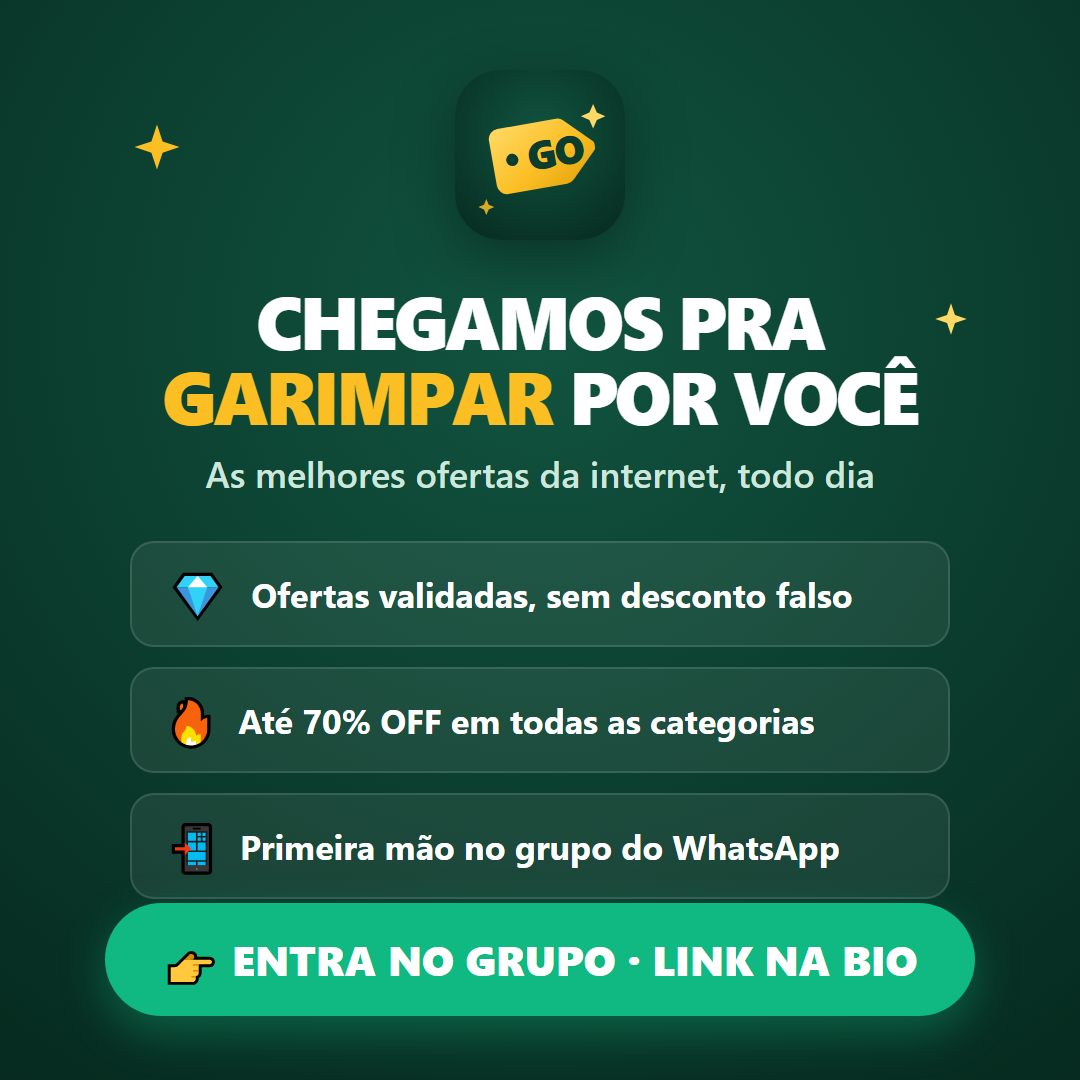 GO
CHEGAMOS PRA
GARIMPAR POR VOCÊ
As melhores ofertas da internet, todo dia
Ofertas validadas, sem desconto falso
Até 70% OFF em todas as categorias
Primeira mão no grupo do WhatsApp
ENTRA NO GRUPO · LINK NA BIO